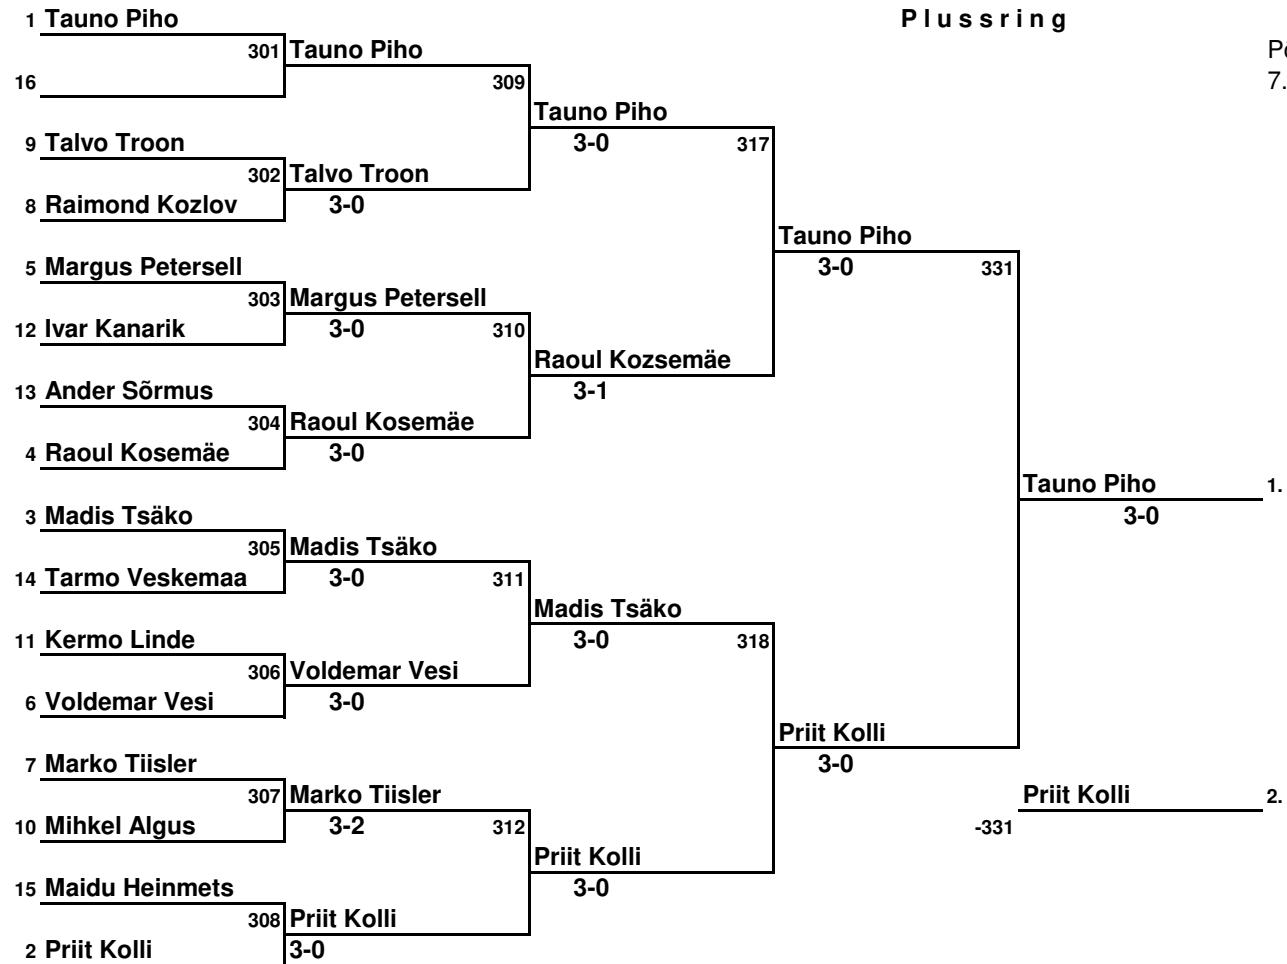 1 Tauno Piho Plussring
301 Tauno Piho
16 309 7.
Tauno Piho
9 Talvo Troon 3-0 317
302 Talvo Troon
8 Raimond Kozlov 3-0
Tauno Piho
5 Margus Petersell 3-0 331
303 Margus Petersell
12 Ivar Kanarik 3-0 310
Raoul Kozsemäe
13 Ander Sõrmus 3-1
304 Raoul Kosemäe
4 Raoul Kosemäe 3-0
Tauno Piho 1.
3 Madis Tsäko 3-0
305 Madis Tsäko
14 Tarmo Veskemaa 3-0 311
Madis Tsäko
11 Kermo Linde 3-0 318
306 Voldemar Vesi
6 Voldemar Vesi 3-0
Priit Kolli
7 Marko Tiisler 3-0
307 Marko Tiisler Priit Kolli 2.
10 Mihkel Algus 3-2 312 -331
Priit Kolli
15 Maidu Heinmets 3-0
308 Priit Kolli
2 Priit Kolli 3-0